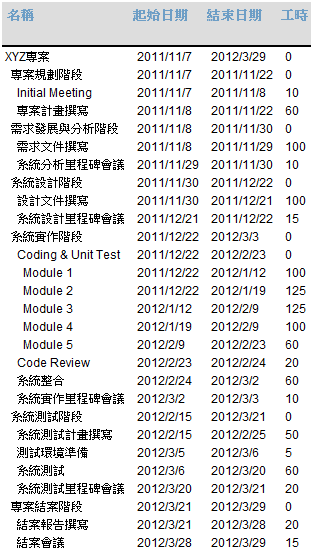 名稱 起始日期 結束日期 工時
XYZ專案 2011/11/7 2012/3/29 0
專案規劃階段 2011/11/7 2011/11/22 0
Initial Meeting 2011/11/7 2011/11/8 10
專案計畫撰寫 2011/11/8 2011/11/22 60
需求發展與分析階段 2011/11/8 2011/11/30 0
需求文件撰寫 2011/11/8 2011/11/29 100
系統分析里程碑會議 2011/11/29 2011/11/30 10
系統設計階段 2011/11/30 2011/12/22 0
設計文件撰寫 2011/11/30 2011/12/21 100
系統設計里程碑會議 2011/12/21 2011/12/22 15
系統實作階段 2011/12/22 2012/3/3 0
Coding & Unit Test 2011/12/22 2012/2/23 0
Module 1 2011/12/22 2012/1/12 100
Module 2 2011/12/22 2012/1/19 125
Module 3 2012/1/12 2012/2/9 125
Module 4 2012/1/19 2012/2/9 100
Module 5 2012/2/9 2012/2/23 60
Code Review 2012/2/23 2012/2/24 20
系統整合 2012/2/24 2012/3/2 60
系統實作里程碑會議 2012/3/2 2012/3/3 10
系統測試階段 2012/2/15 2012/3/21 0
系統測試計畫撰寫 2012/2/15 2012/2/25 50
測試環境準備 2012/3/5 2012/3/6 5
系統測試 2012/3/6 2012/3/20 60
系統測試里程碑會議 2012/3/20 2012/3/21 20
專案結案階段 2012/3/21 2012/3/29 0
結案報告撰寫 2012/3/21 2012/3/28 20
結案會議 2012/3/28 2012/3/29 15